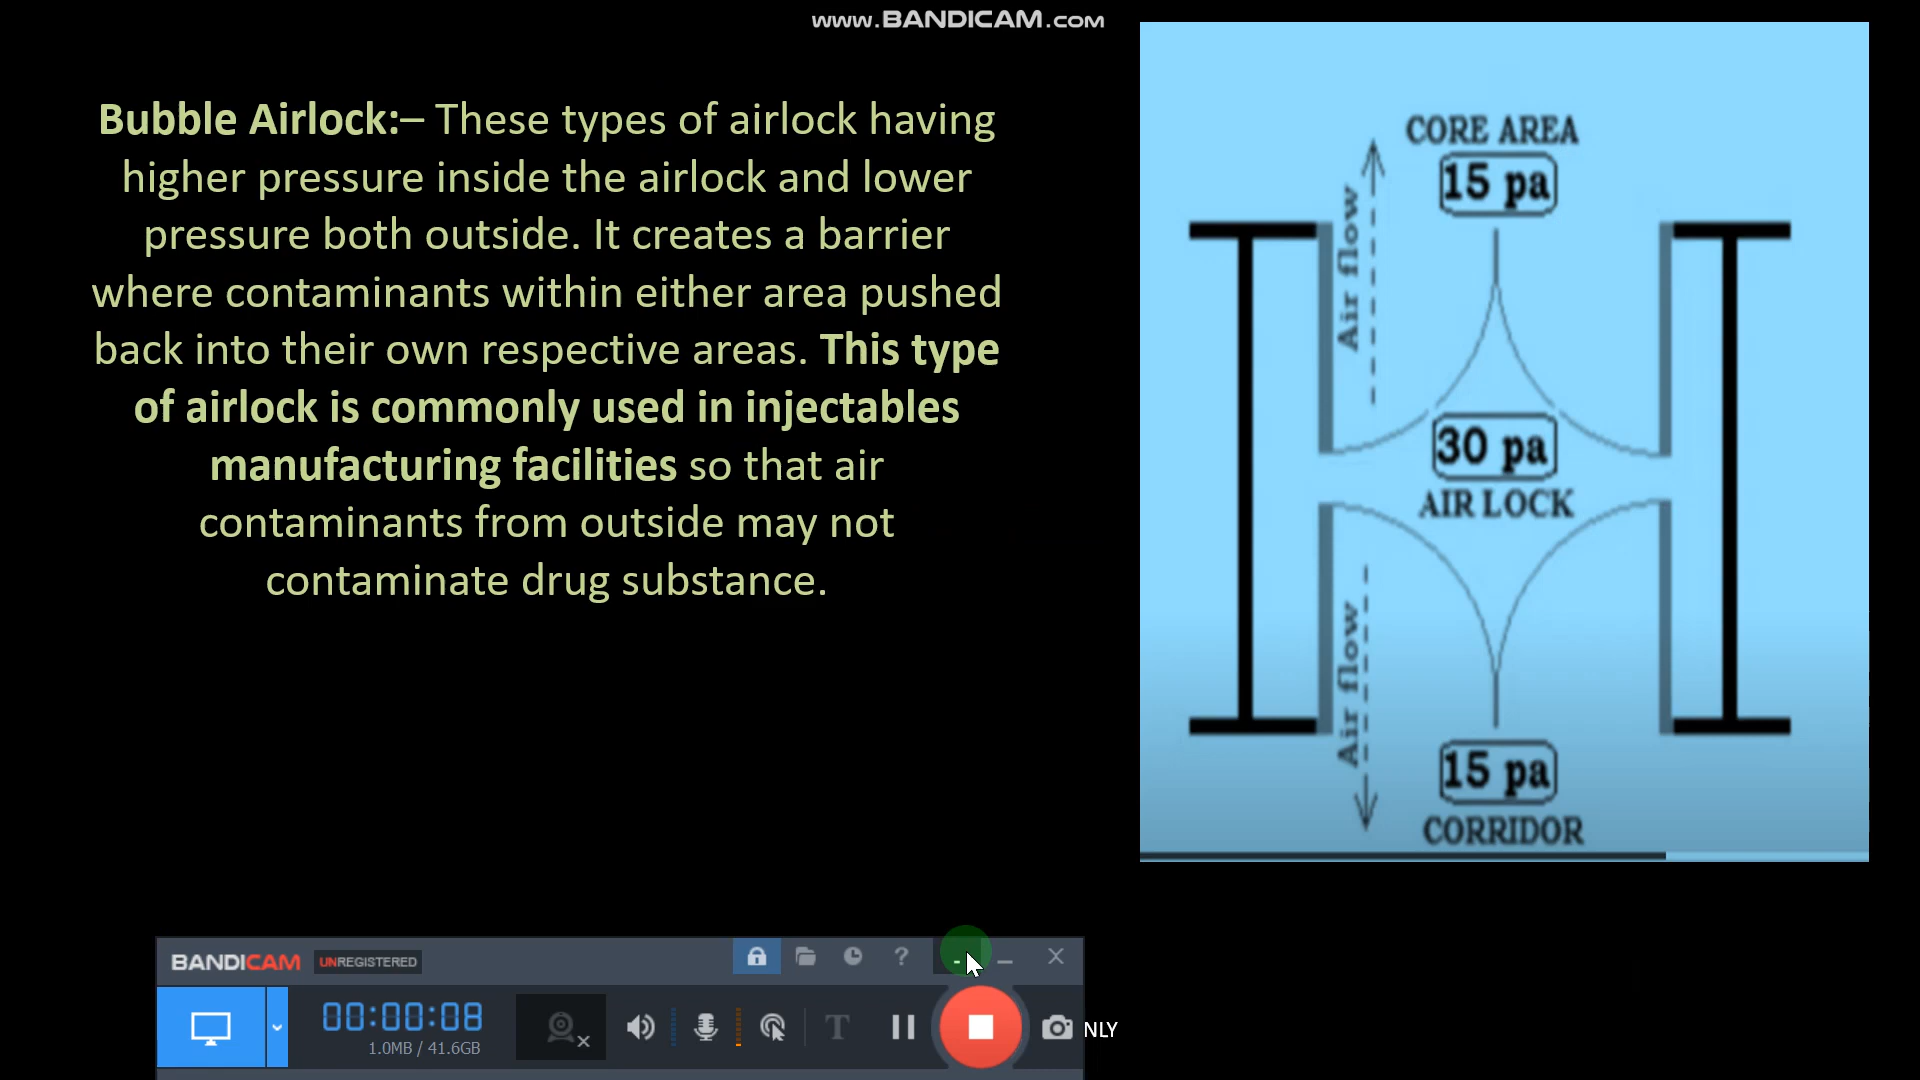 www.BANDICAM.com
Bubble Airlock:– These types of airlock having
higher pressure inside the airlock and lower
pressure both outside. It creates a barrier
where contaminants within either area pushed
back into their own respective areas. This type
of airlock is commonly used in injectables
manufacturing facilities so that air
contaminants from outside may not
contaminate drug substance.
CORE AREA
15 pa
Air flow
30 pa
AIR LOCK
Air flow
15 pa
CORRIDOR
BANDICAM UNREGISTERED
?
00:00:08
1.0MB / 41.6GB
T
NLY